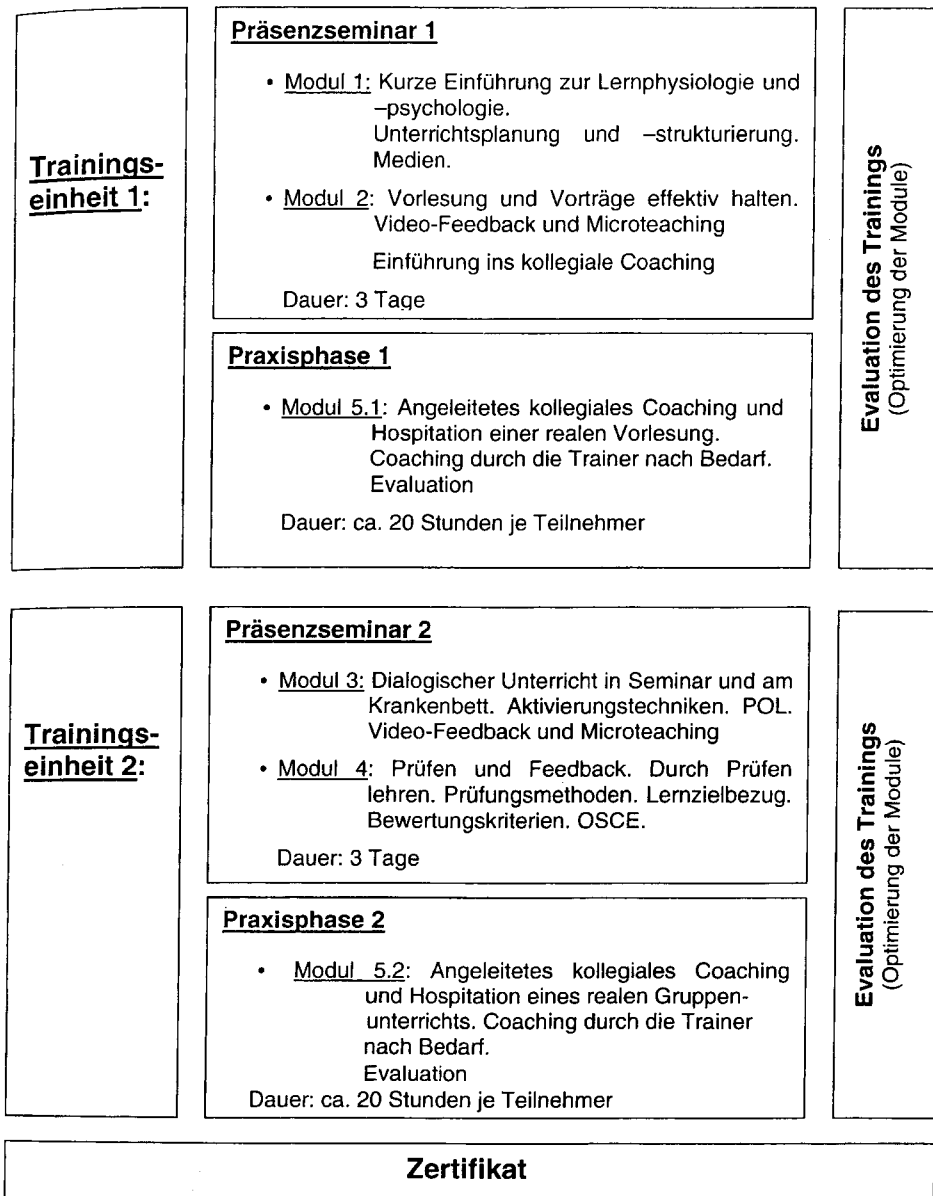 Trainings-
einheit 1:
Präsenzseminar 1
• Modul 1: Kurze Einführung zur Lernphysiologie und
–psychologie.
Unterrichtsplanung und –strukturierung.
Medien.
• Modul 2: Vorlesung und Vorträge effektiv halten.
Video-Feedback und Microteaching
Einführung ins kollegiale Coaching
Dauer: 3 Tage
Praxisphase 1
• Modul 5.1: Angeleitetes kollegiales Coaching und
Hospitation einer realen Vorlesung.
Coaching durch die Trainer nach Bedarf.
Evaluation
Dauer: ca. 20 Stunden je Teilnehmer
Evaluation des Trainings
(Optimierung der Module)
Trainings-
einheit 2:
Präsenzseminar 2
• Modul 3: Dialogischer Unterricht in Seminar und am
Krankenbett. Aktivierungstechniken. POL.
Video-Feedback und Microteaching
• Modul 4: Prüfen und Feedback. Durch Prüfen
lehren. Prüfungsmethoden. Lernzielbezug.
Bewertungskriterien. OSCE.
Dauer: 3 Tage
Praxisphase 2
• Modul 5.2: Angeleitetes kollegiales Coaching
und Hospitation eines realen Gruppen-
unterrichts. Coaching durch die Trainer
nach Bedarf.
Evaluation
Dauer: ca. 20 Stunden je Teilnehmer
Evaluation des Trainings
(Optimierung der Module)
Zertifikat